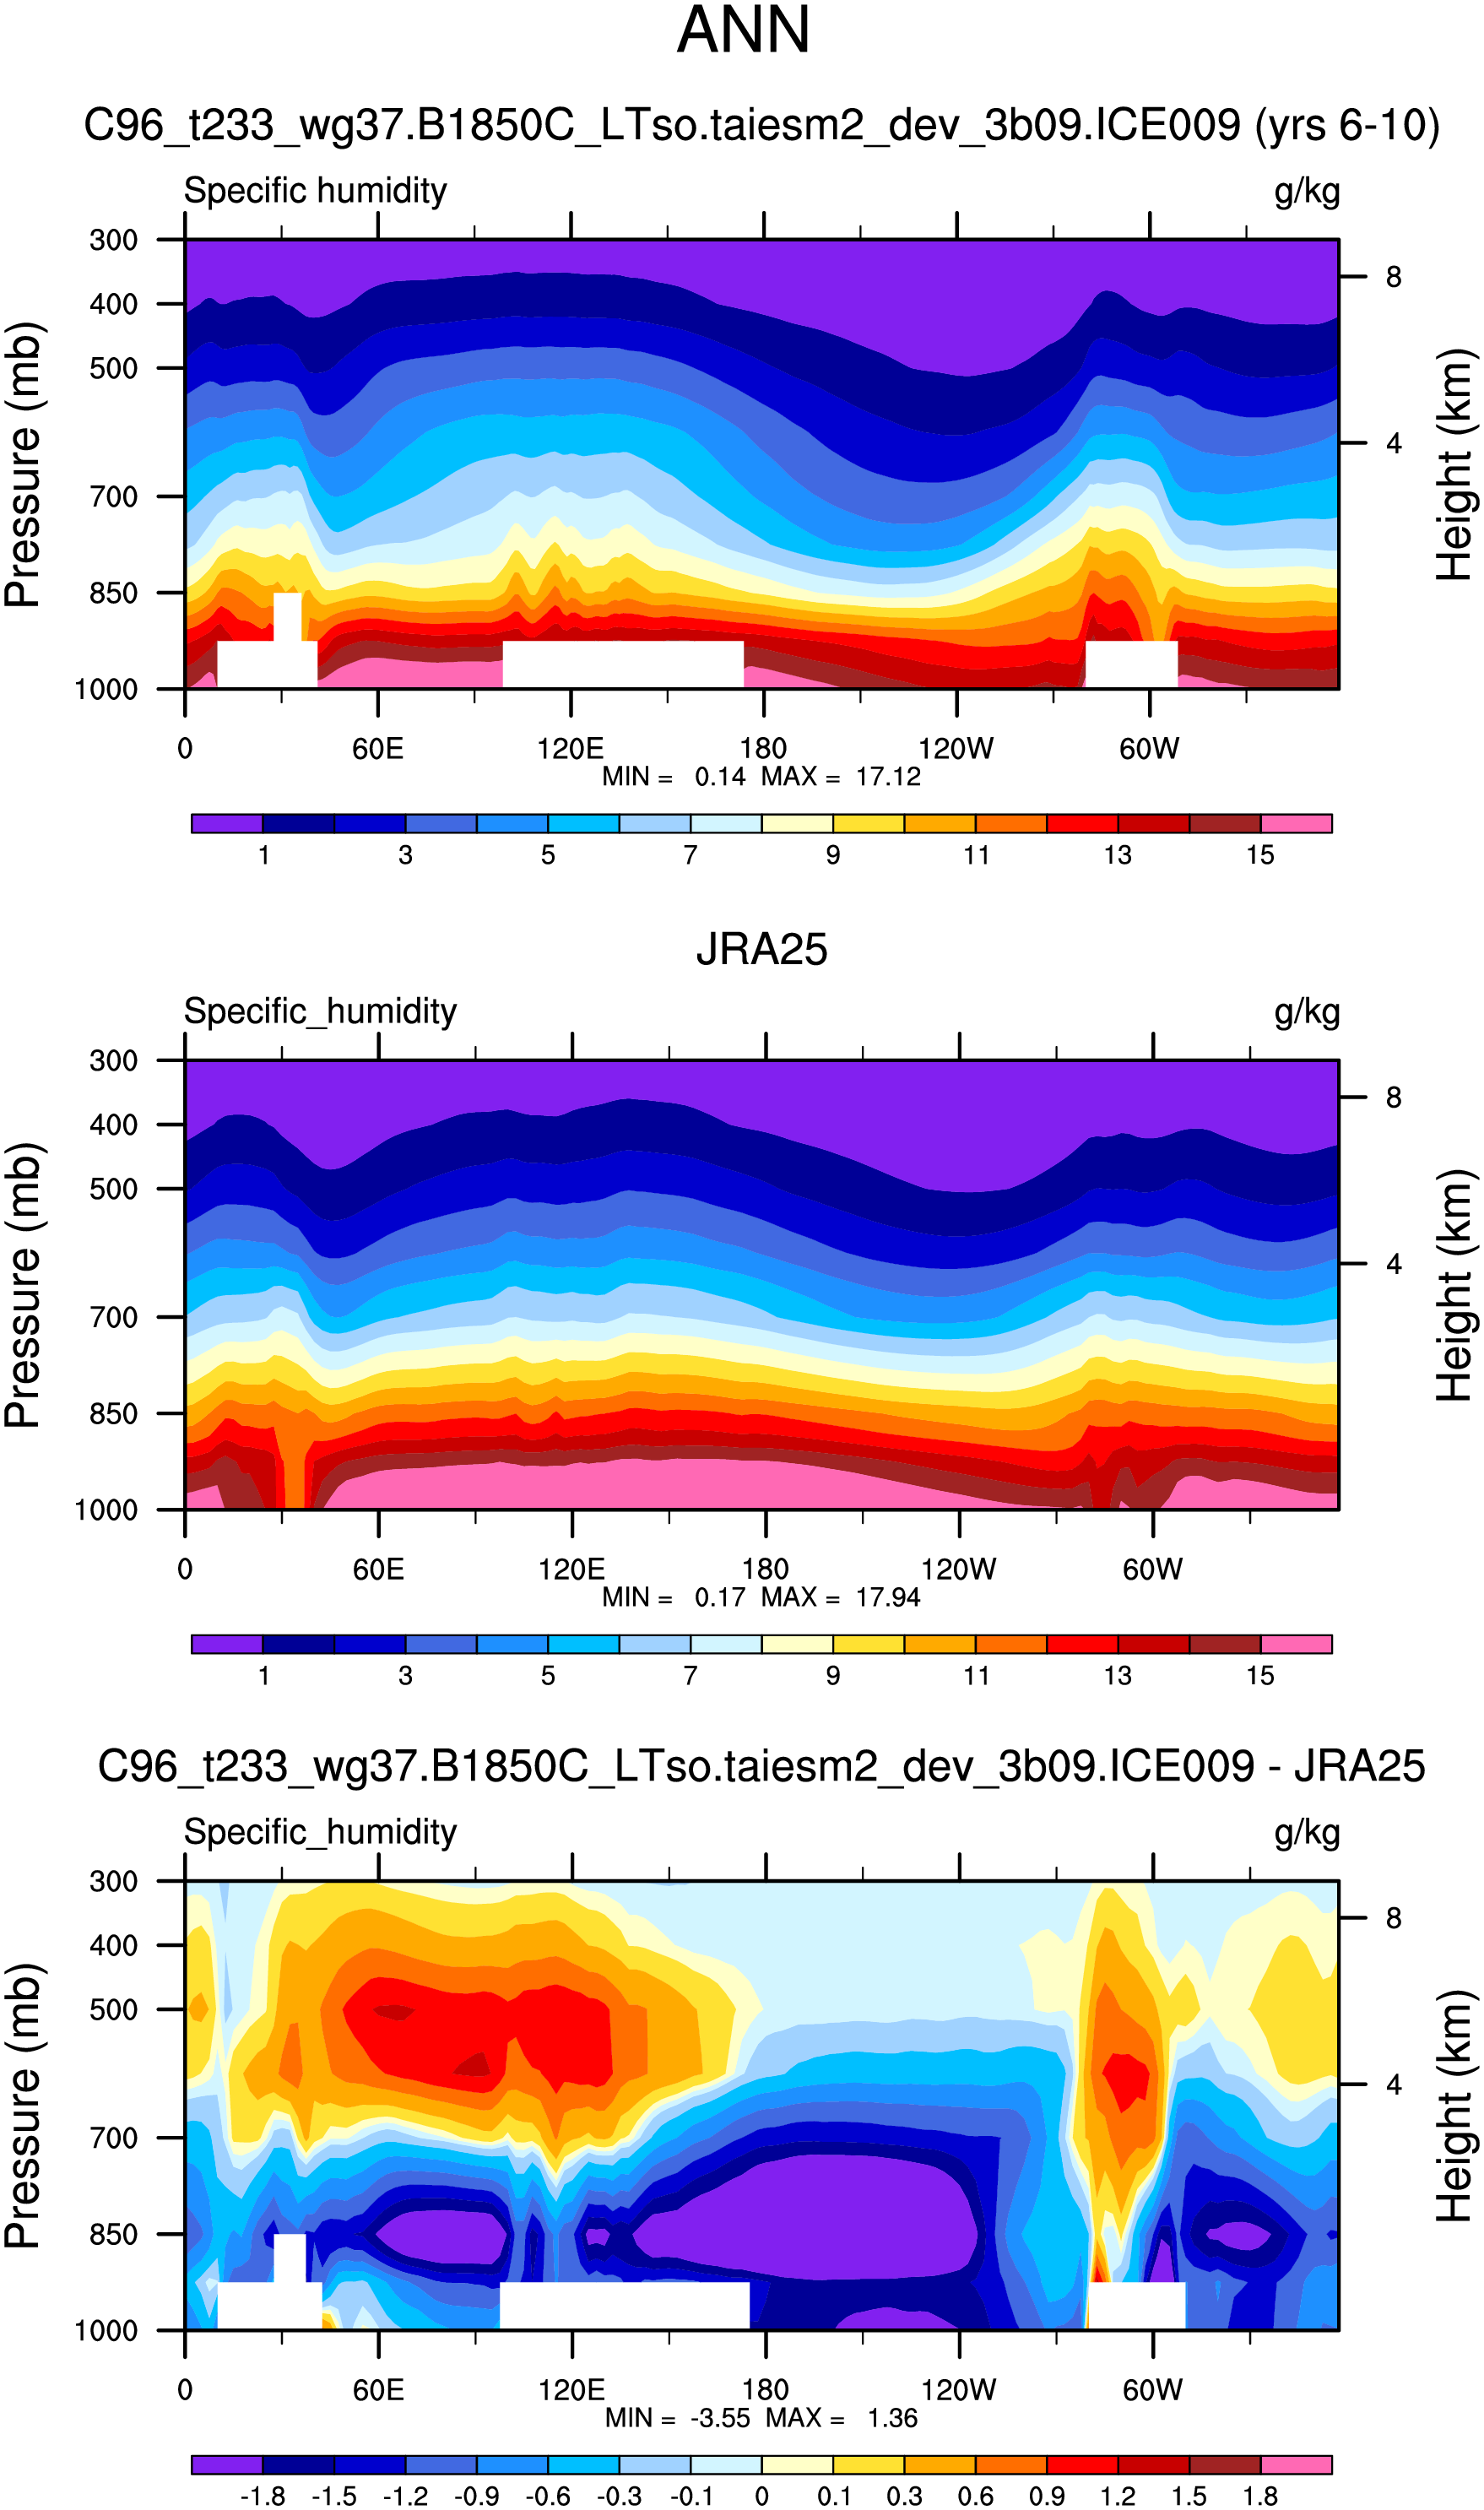 ANN
C96_t233_wg37.B1850C_LTso.taiesm2_dev_3b09.ICE009 (yrs 6-10)
Specific humidity g/kg
300
400
500
700
850
1000
Pressure (mb)
8
4
Height (km)
0 60E 120E 180 120W 60W
MIN = 0.14 MAX = 17.12
1 3 5 7 9 11 13 15
JRA25
Specific_humidity g/kg
300
400
500
700
850
1000
Pressure (mb)
8
4
Height (km)
0 60E 120E 180 120W 60W
MIN = 0.17 MAX = 17.94
1 3 5 7 9 11 13 15
C96_t233_wg37.B1850C_LTso.taiesm2_dev_3b09.ICE009 - JRA25
Specific_humidity g/kg
300
400
500
700
850
1000
Pressure (mb)
8
4
Height (km)
0 60E 120E 180 120W 60W
MIN = -3.55 MAX = 1.36
-1.8 -1.5 -1.2 -0.9 -0.6 -0.3 -0.1 0 0.1 0.3 0.6 0.9 1.2 1.5 1.8